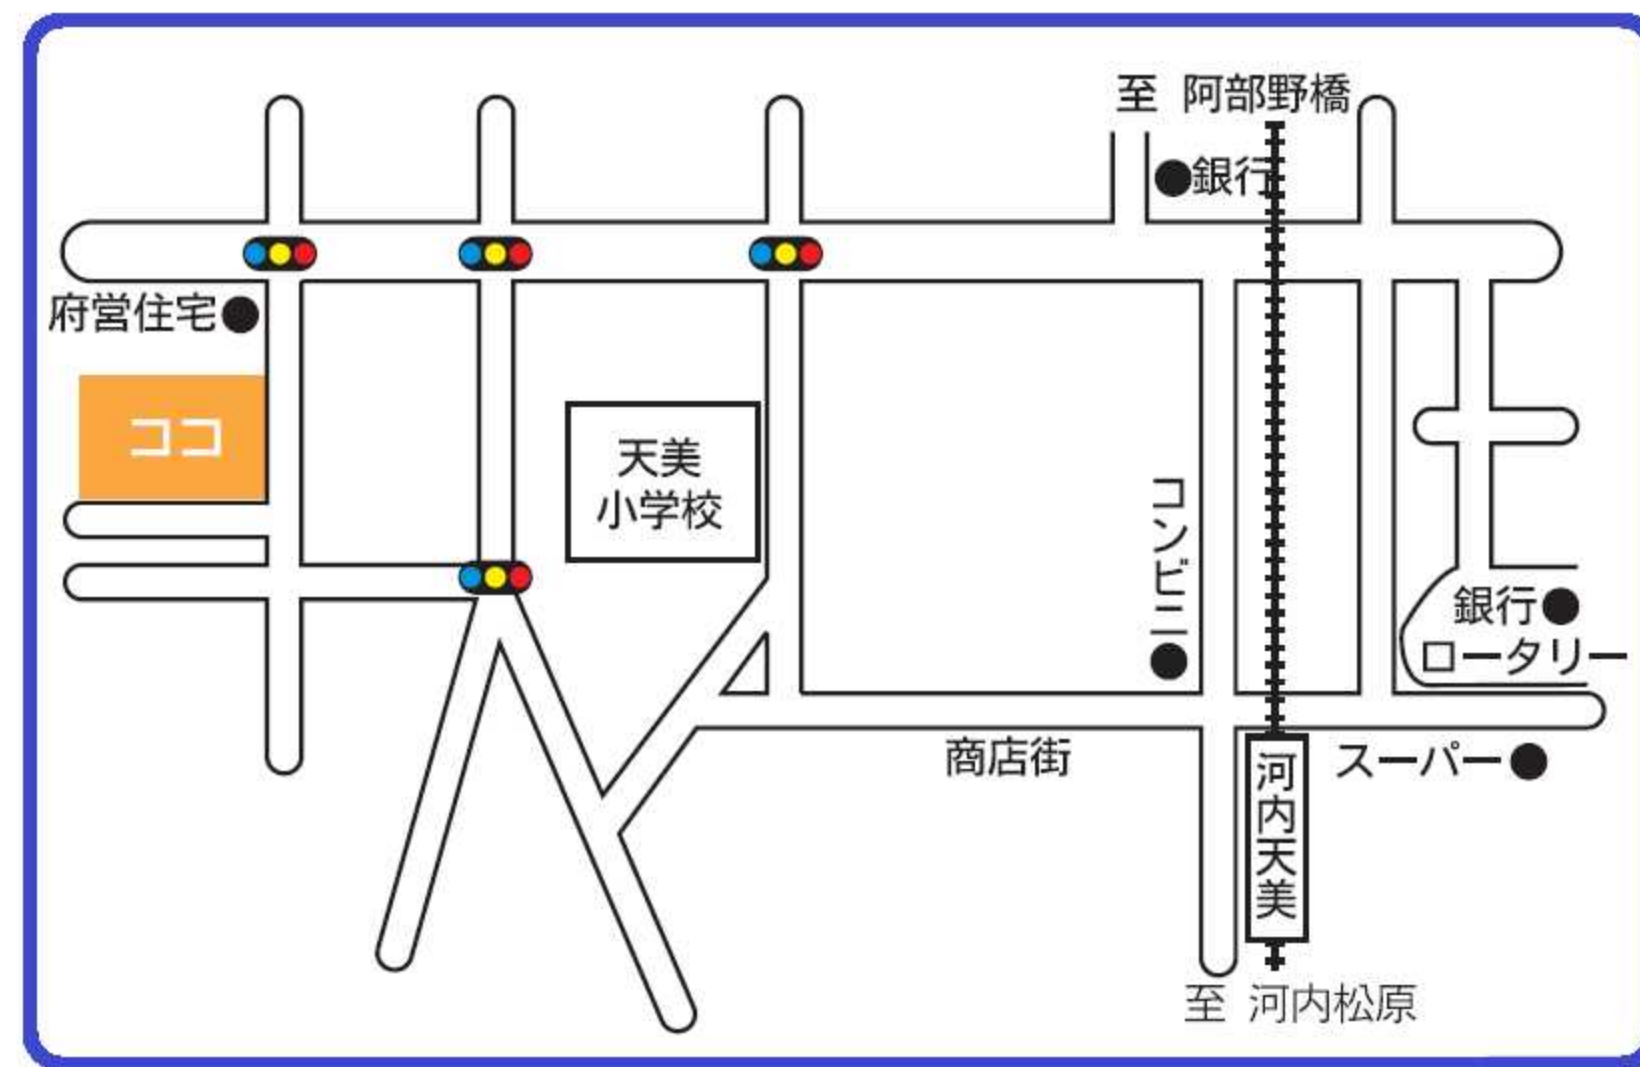 至 阿部野橋
銀行
府営住宅
ココ
天美
小学校
コンビニ
銀行
ロータリー
商店街
スーパー
河内天美
至 河内松原